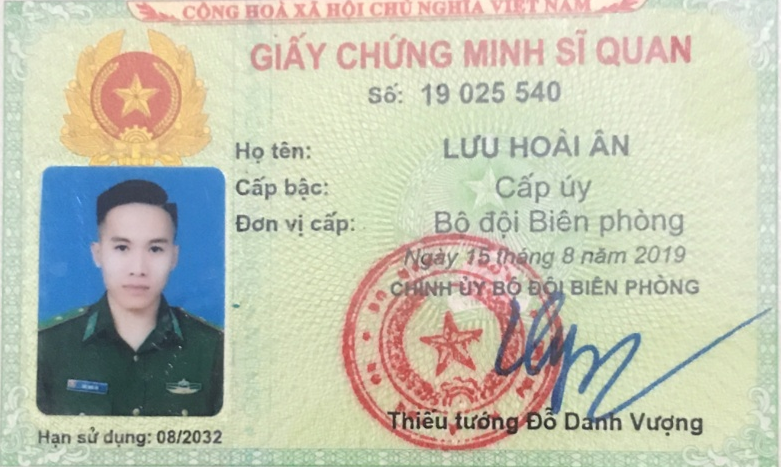 CỘNG HOÀ XÃ HỘI CHỦ NGHĨA VIỆT NAM
GIẤY CHỨNG MINH SĨ QUAN
Số: 19 025 540
Họ tên: LƯU HOÀI ÂN
Cấp bậc: Cấp úy
Đơn vị cấp: Bộ đội Biên phòng
Ngày 15 tháng 8 năm 2019
CHÍNH ỦY BỘ ĐỘI BIÊN PHÒNG
Thiếu tướng Đỗ Danh Vượng
Hạn sử dụng: 08/2032